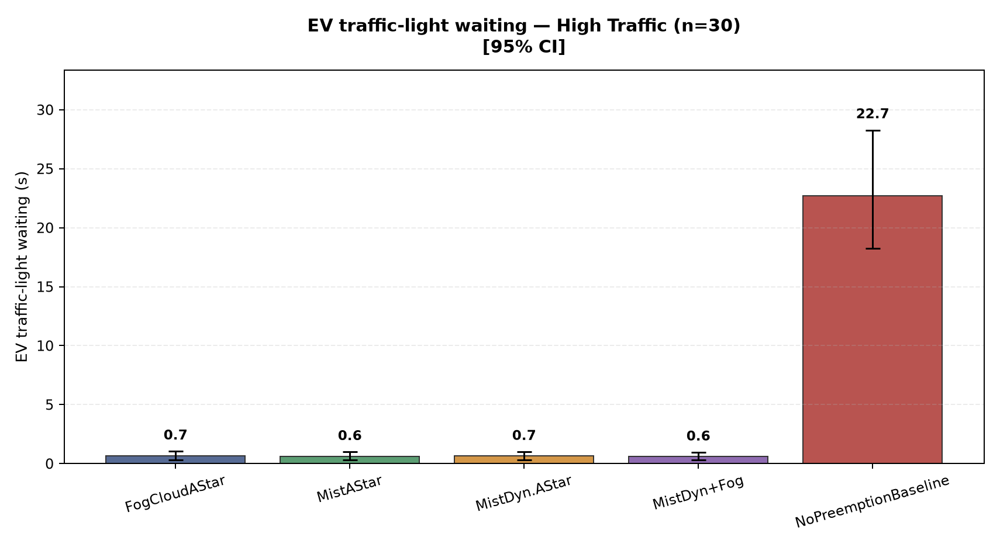 EV traffic-light waiting — High Traffic (n=30)
[95% CI]
EV traffic-light waiting (s)
30
25
20
15
10
5
0
0.7
0.6
0.7
0.6
22.7
FogCloudAStar
MistAStar
MistDyn.AStar
MistDyn+Fog
NoPreemptionBaseline